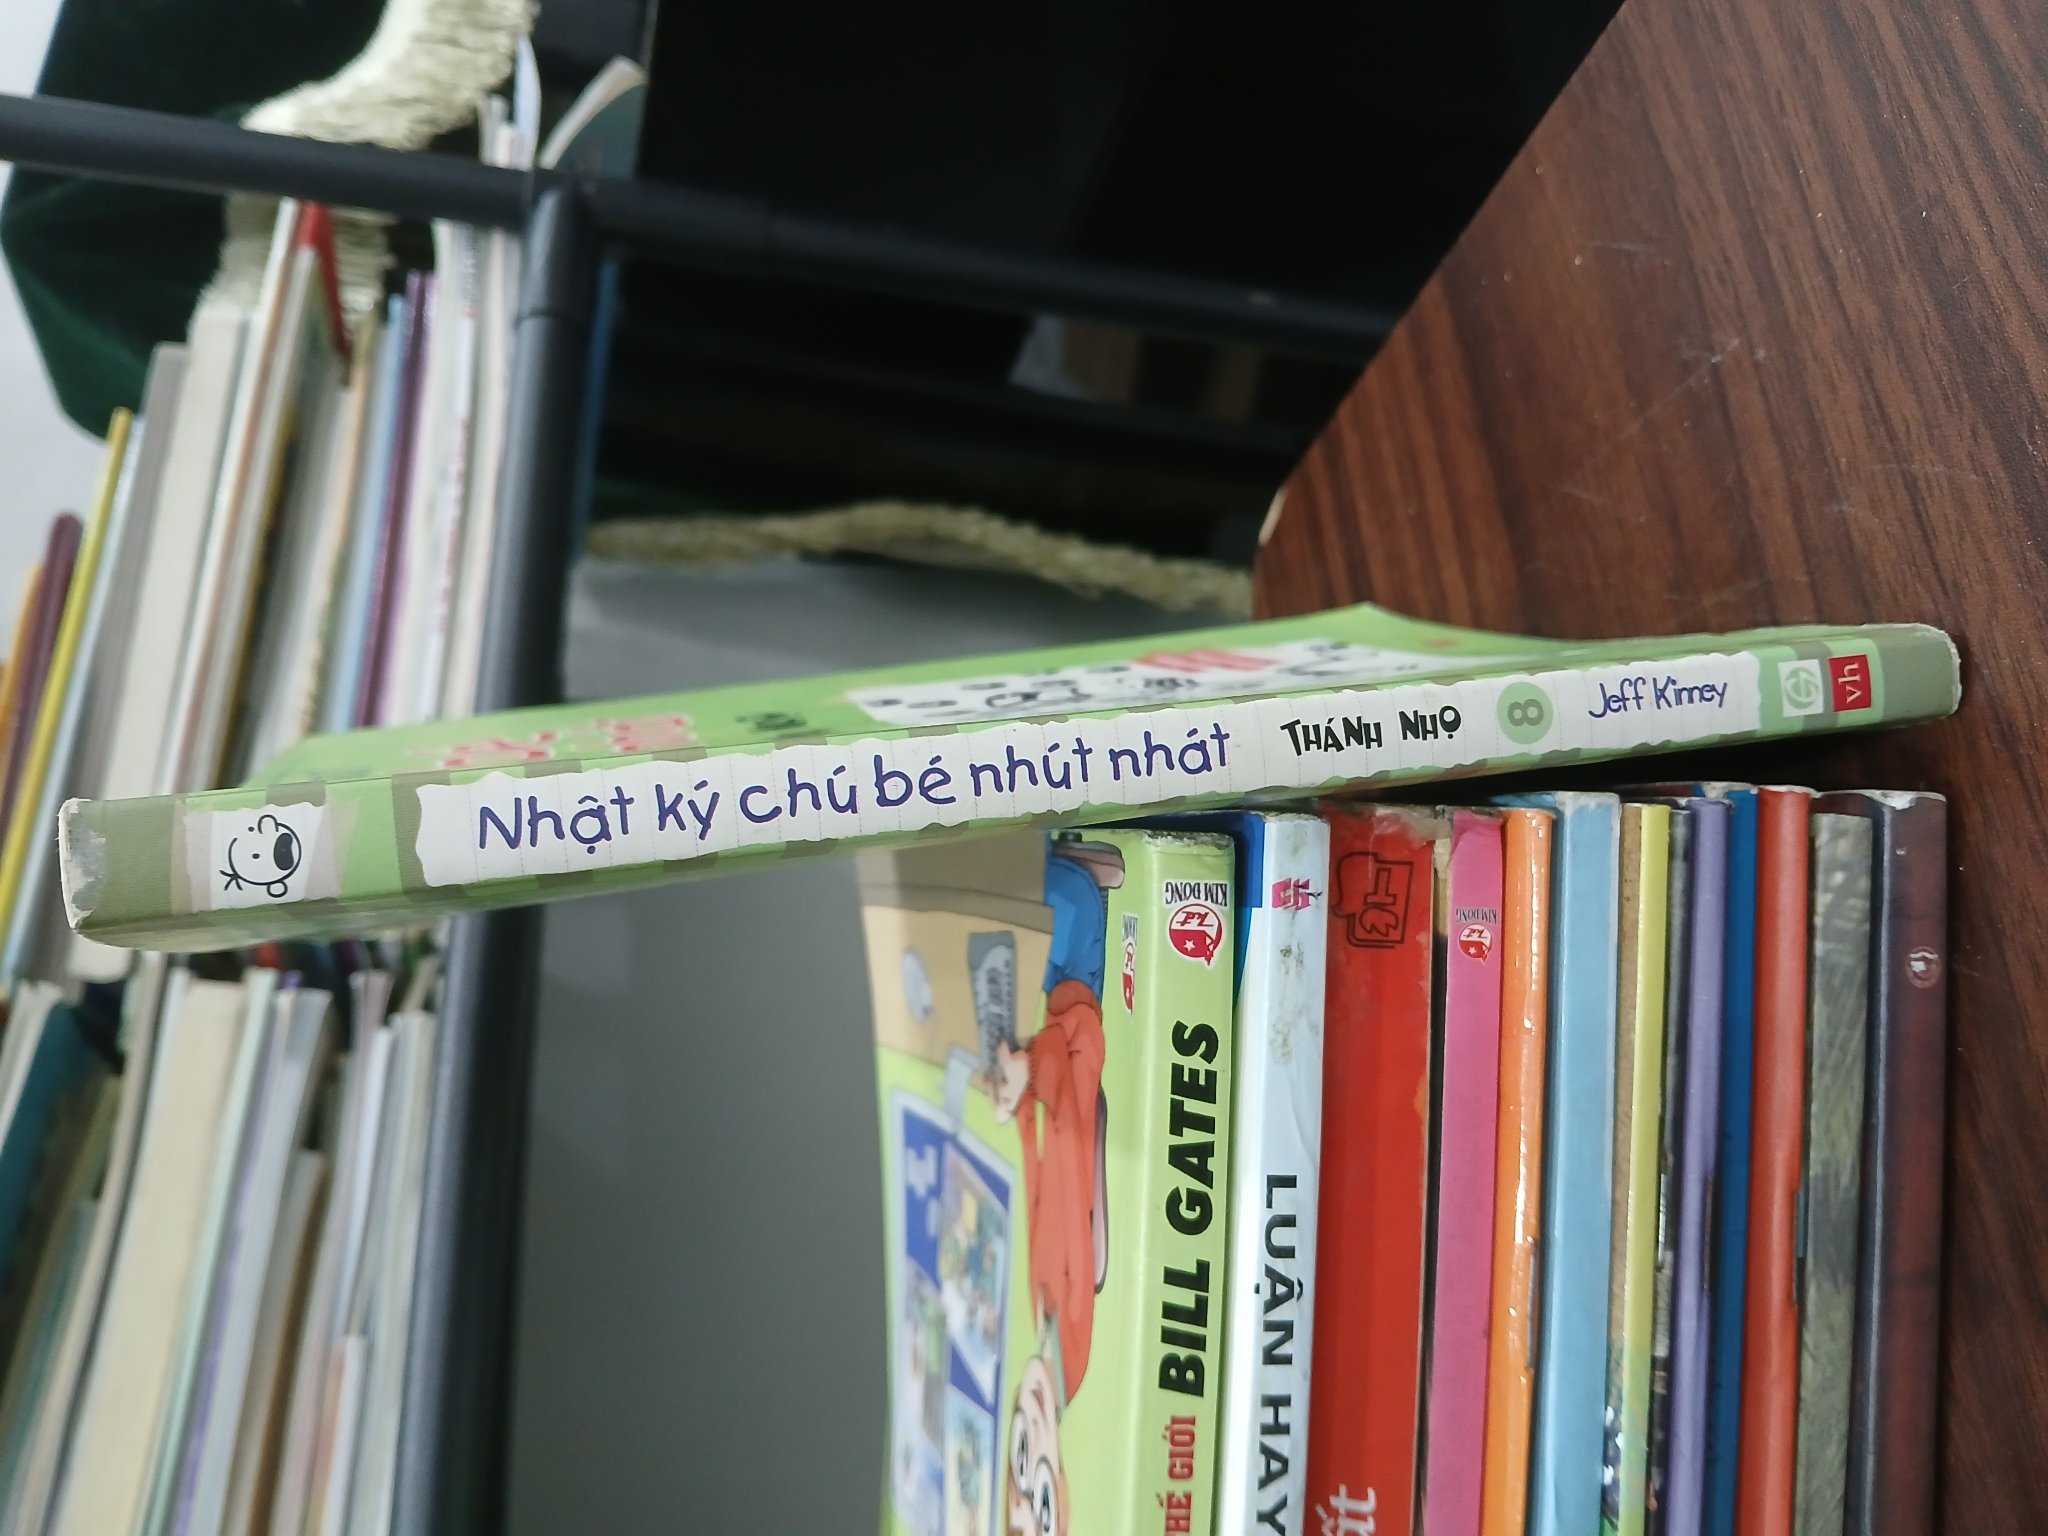 Nhật ký chú bé nhút nhát THÁNH NHỌ 8 Jeff Kinney
vh
KIM ĐỒNG
THẾ GIỚI BILL GATES
LUẬN HAY
KIM ĐỒNG